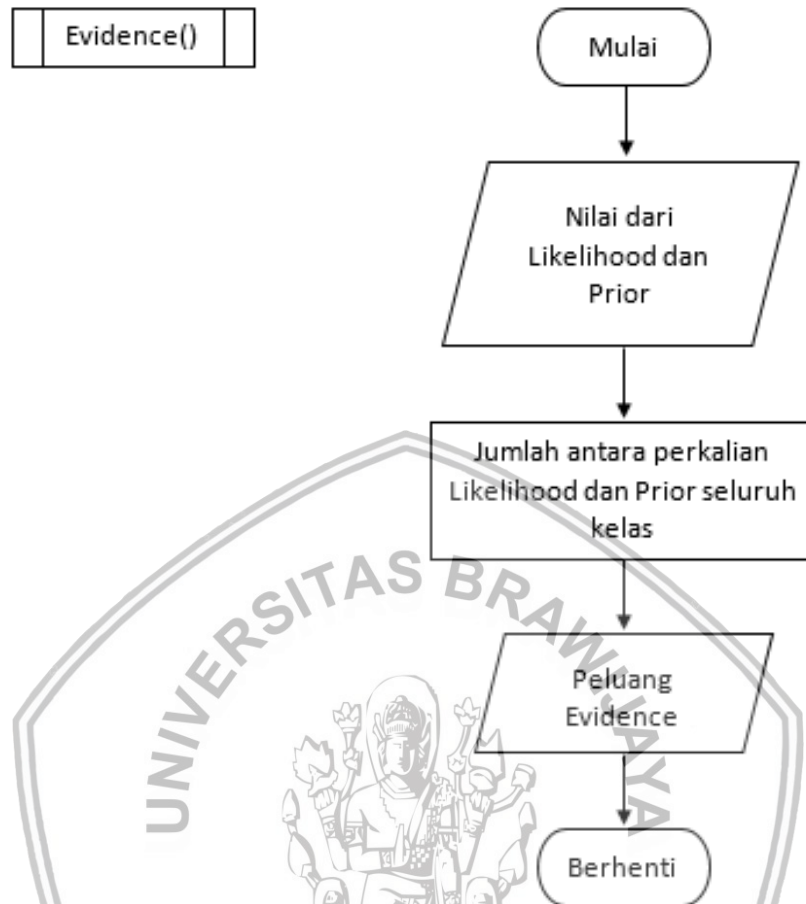 Evidence()
Mulai
Nilai dari
Likelihood dan
Prior
Jumlah antara perkalian
Likelihood dan Prior seluruh
kelas
Peluang
Evidence
Berhenti
UNIVERSITAS BRAWIJAYA